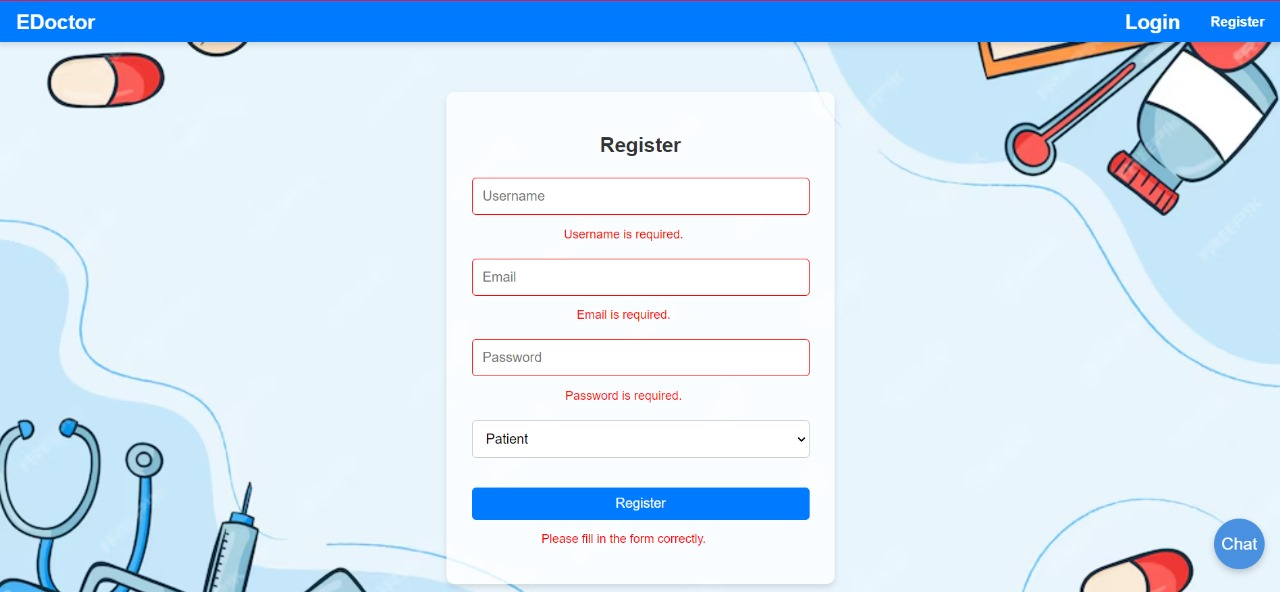 EDoctor
Login
Register
Register
Username
Username is required.
Email
Email is required.
Password
Password is required.
Patient
Register
Please fill in the form correctly.
Chat